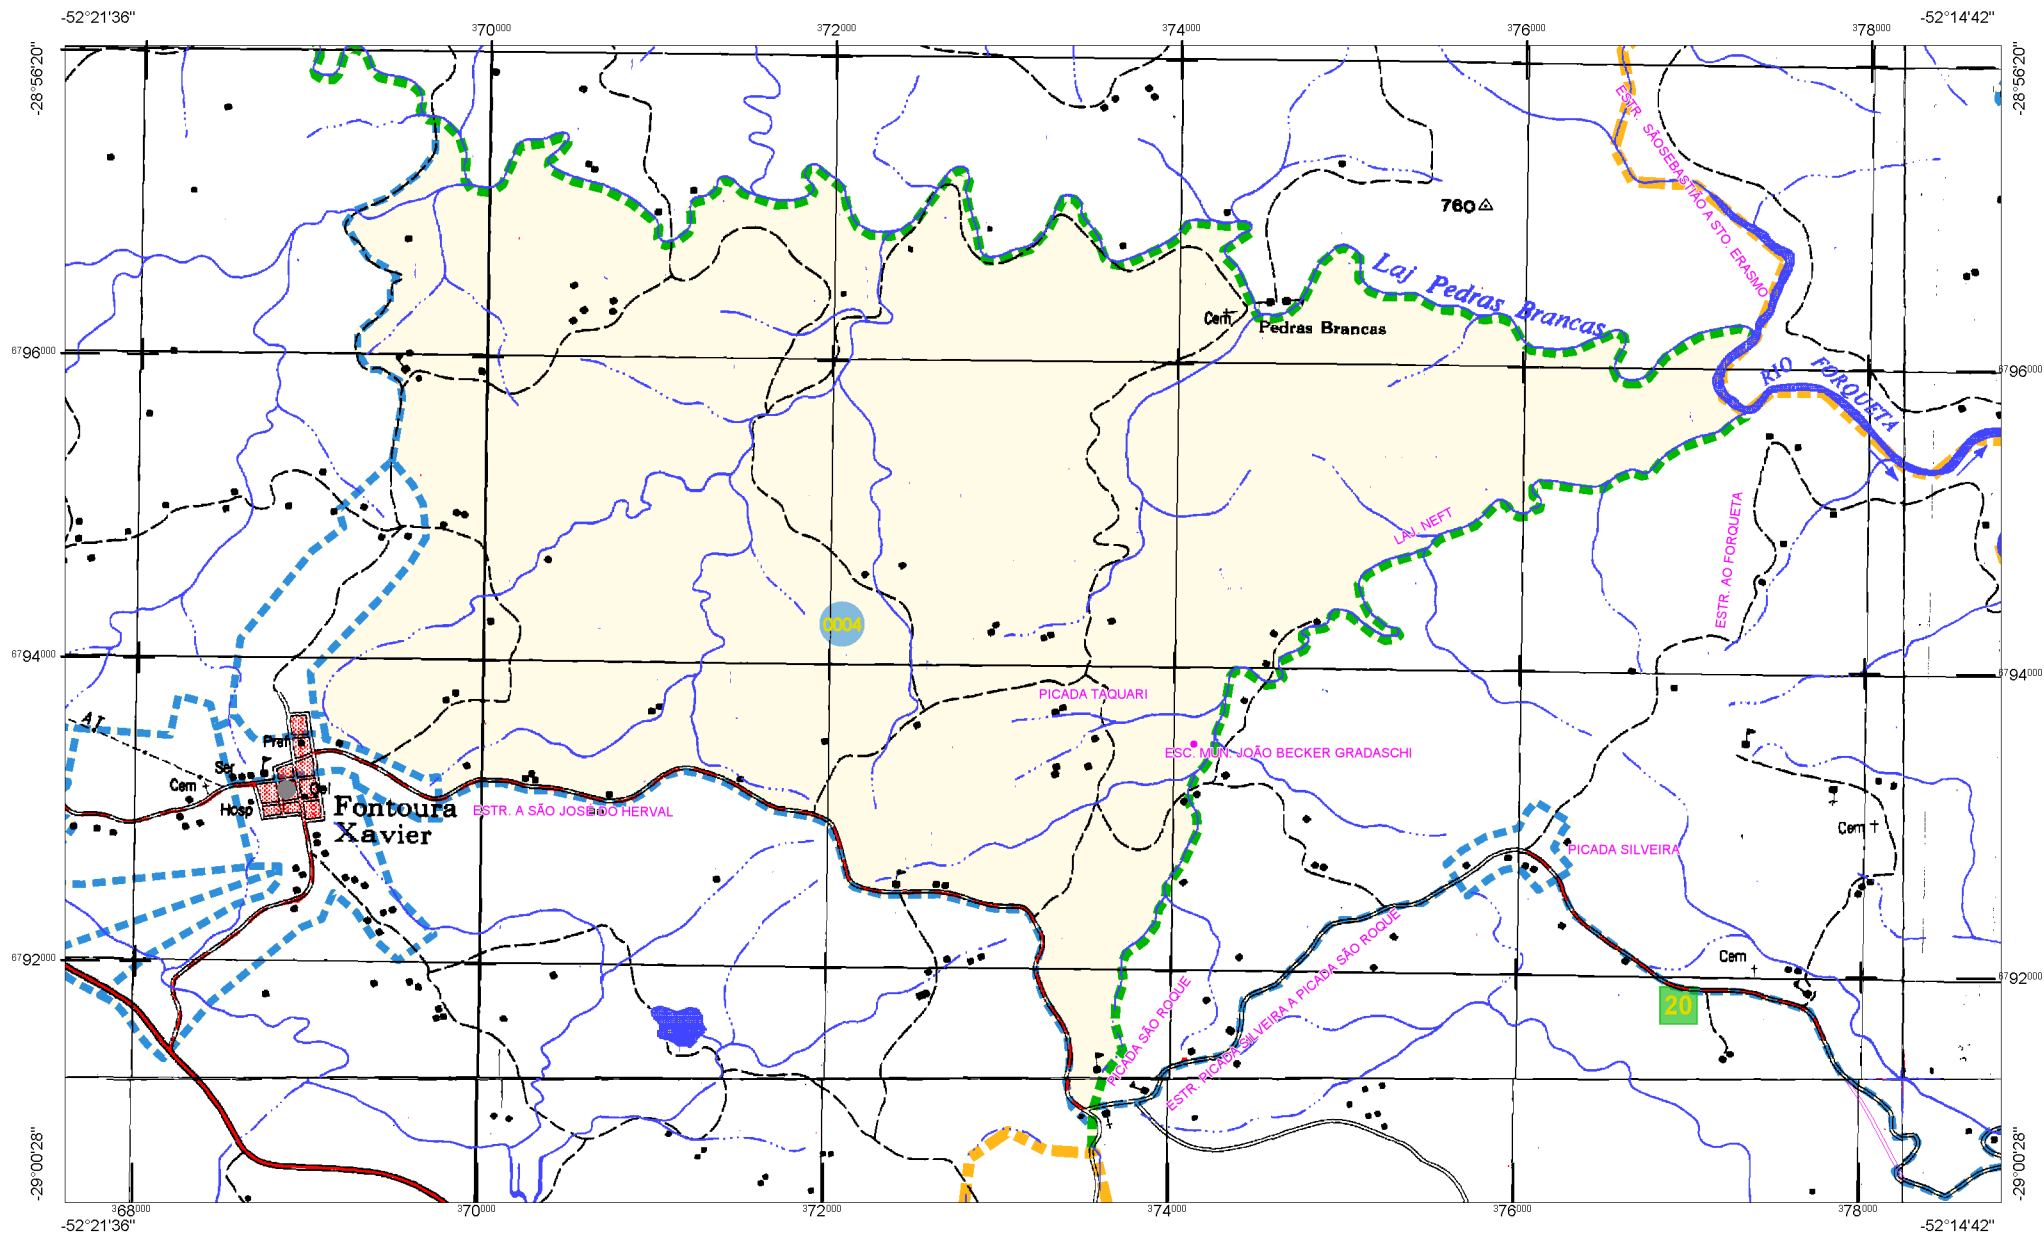 -52°21'36"
370000
372000
374000
376000
378000
-52°14'42"
-28°56'20"
-28°56'20"
ESTR. SÃOSEBASTIÃO A STO. ERASMO
760
Laj Pedras Brancas
Cem
Pedras Brancas
6796000
6796000
RIO FORQUETA
LAJ. NEFT
ESTR. AO FORQUETA
0004
6794000
6794000
PICADA TAQUARI
A.T.
Pref
ESC. MUN. JOÃO BECKER GRADASCHI
Ser
Cem
Del
Hosp
Fontoura
Xavier
ESTR. A SÃO JOSÉ DO HERVAL
Cem
PICADA SILVEIRA
6792000
6792000
Cem
20
PICADA SÃO ROQUE
ESTR. PICADA SILVEIRA A PICADA SÃO ROQUE
-29°00'28"
-29°00'28"
368000
370000
372000
374000
376000
378000
-52°21'36"
-52°14'42"